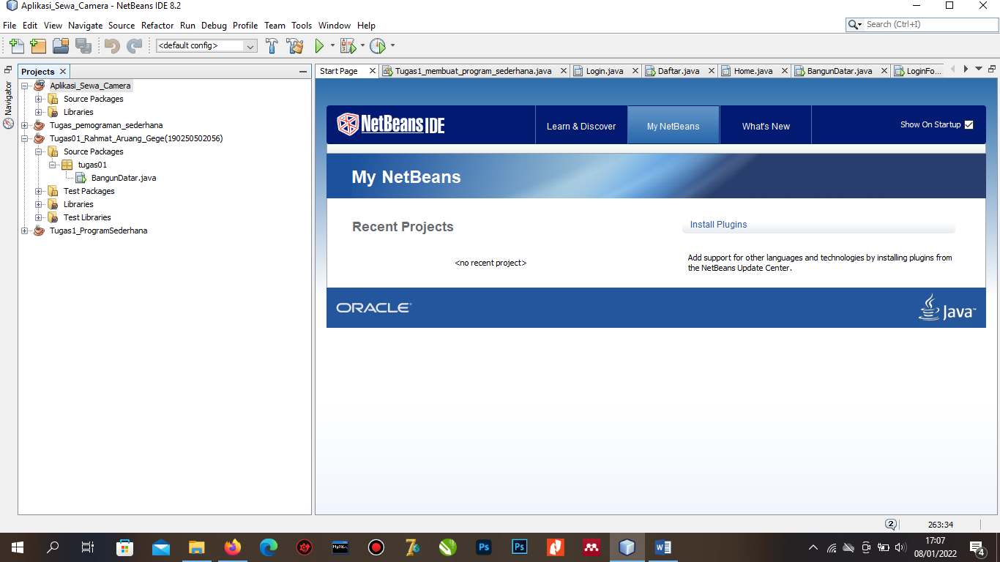 Aplikasi_Sewa_Camera - NetBeans IDE 8.2
File Edit View Navigate Source Refactor Run Debug Profile Team Tools Window Help
Search (Ctrl+I)
<default config>
Projects
Navigator
Aplikasi_Sewa_Camera
Source Packages
Libraries
Tugas_pemograman_sederhana
Tugas01_Rahmat_Aruang_Gege(190250502056)
Source Packages
tugas01
BangunDatar.java
Test Packages
Libraries
Test Libraries
Tugas1_ProgramSederhana
Start Page Tugas1_membuat_program_sederhana.java Login.java Daftar.java Home.java BangunDatar.java LoginFo...
NetBeans IDE
Learn & Discover My NetBeans What's New
Show On Startup
My NetBeans
Recent Projects
<no recent project>
Install Plugins
Add support for other languages and technologies by installing plugins from
the NetBeans Update Center.
ORACLE
Java™
2
263:34
MySQL
Ps
Ps
17:07
08/01/2022
4